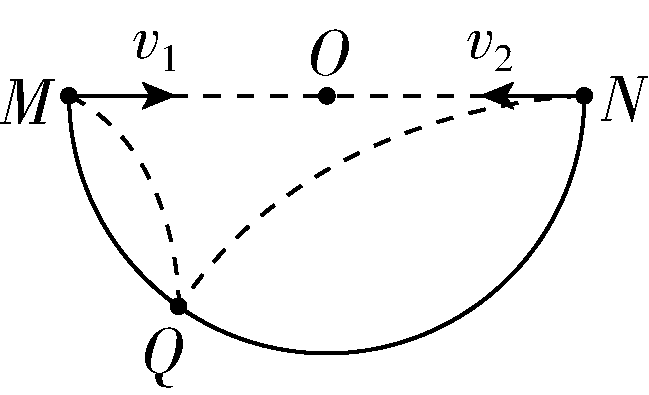 v₁ O v₂
M N
Q